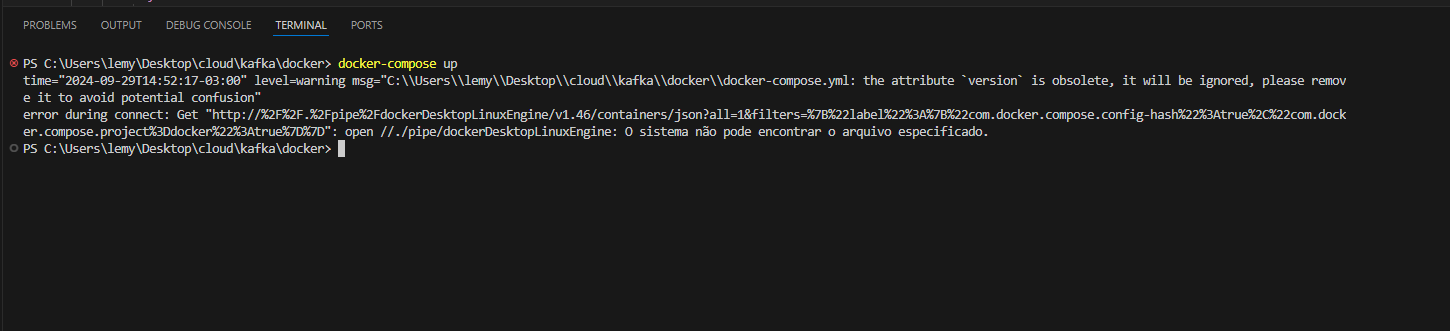 PROBLEMS OUTPUT DEBUG CONSOLE TERMINAL PORTS
PS C:\Users\lemy\Desktop\cloud\kafka\docker> docker-compose up
time="2024-09-29T14:52:17-03:00" level=warning msg="C:\\Users\\lemy\\Desktop\\cloud\\kafka\\docker\\docker-compose.yml: the attribute `version` is obsolete, it will be ignored, please remov
e it to avoid potential confusion"
error during connect: Get "http://%2F%2F.%2Fpipe%2FdockerDesktopLinuxEngine/v1.46/containers/json?all=1&filters=%7B%22label%22%3A%7B%22com.docker.compose.config-hash%22%3Atrue%2C%22com.dock
er.compose.project%3Ddocker%22%3Atrue%7D%7D": open //./pipe/dockerDesktopLinuxEngine: O sistema não pode encontrar o arquivo especificado.
PS C:\Users\lemy\Desktop\cloud\kafka\docker>